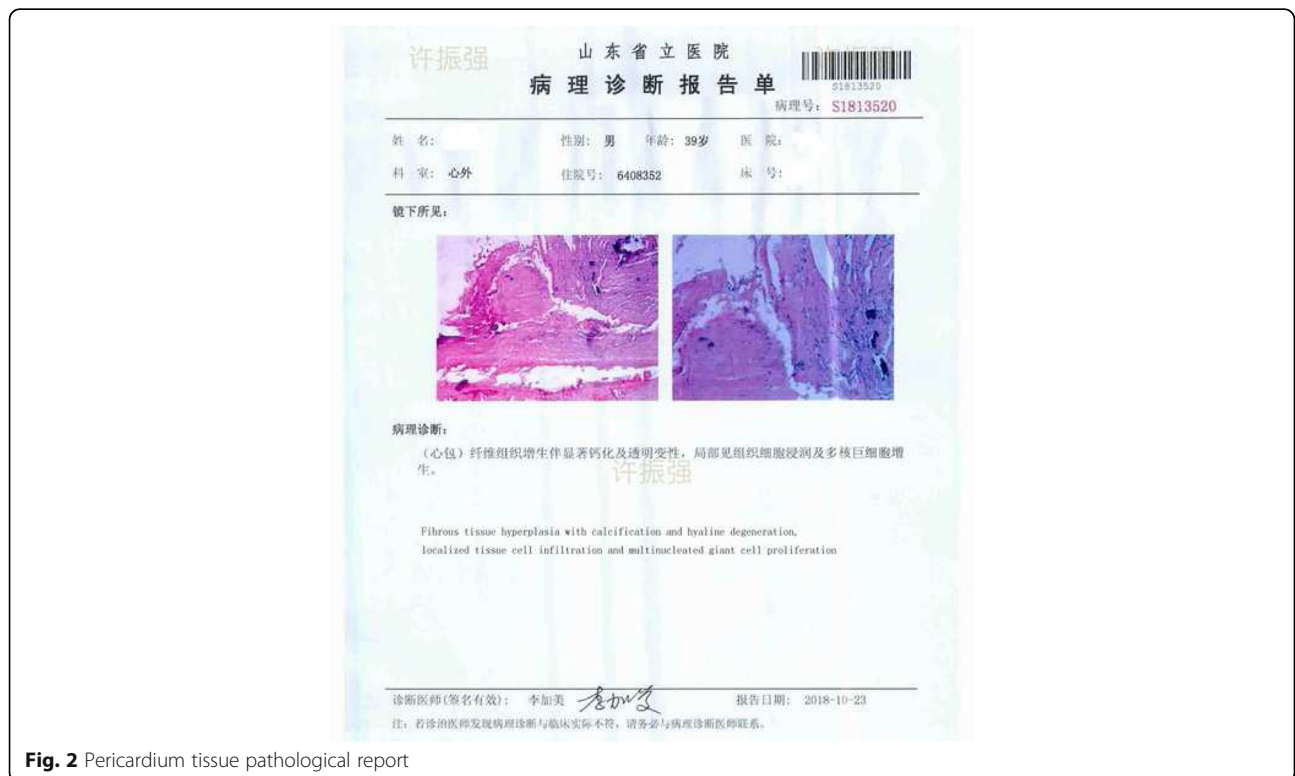 许振强
山东省立医院
病理诊断报告单
S1813520
病理号: S1813520
姓 名: 性别: 男 年龄: 39岁 医 院:
科 室: 心外 住院号: 6408352 床 号:
镜下所见:
病理诊断:
(心包)纤维组织增生伴显著钙化及透明变性,局部见组织细胞浸润及多核巨细胞增
生。
许振强
Fibrous tissue hyperplasia with calcification and hyaline degeneration,
localized tissue cell infiltration and multinucleated giant cell proliferation
诊断医师(签名有效): 李加美 李加美 报告日期: 2018-10-23
注: 若诊治医师发现病理诊断与临床实际不符, 请务必与病理诊断医师联系。
Fig. 2 Pericardium tissue pathological report